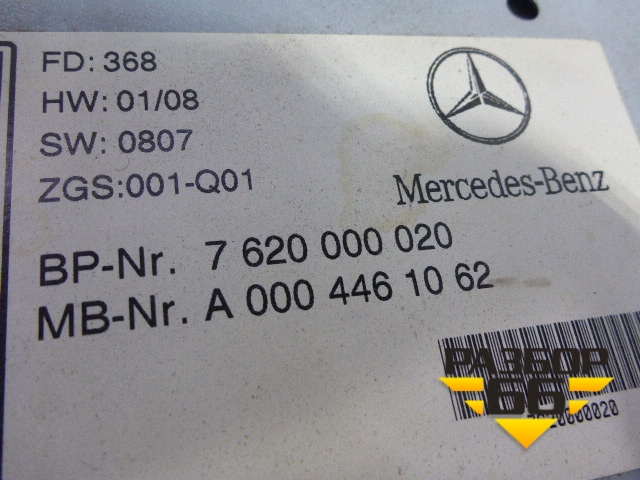 FD: 368
HW: 01/08
SW: 0807
ZGS:001-Q01
Mercedes-Benz
BP-Nr. 7 620 000 020
MB-Nr. A 000 446 10 62
РАЗБОР
66